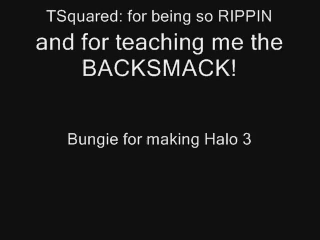 TSquared: for being so RIPPIN
and for teaching me the
BACKSMACK!
Bungie for making Halo 3